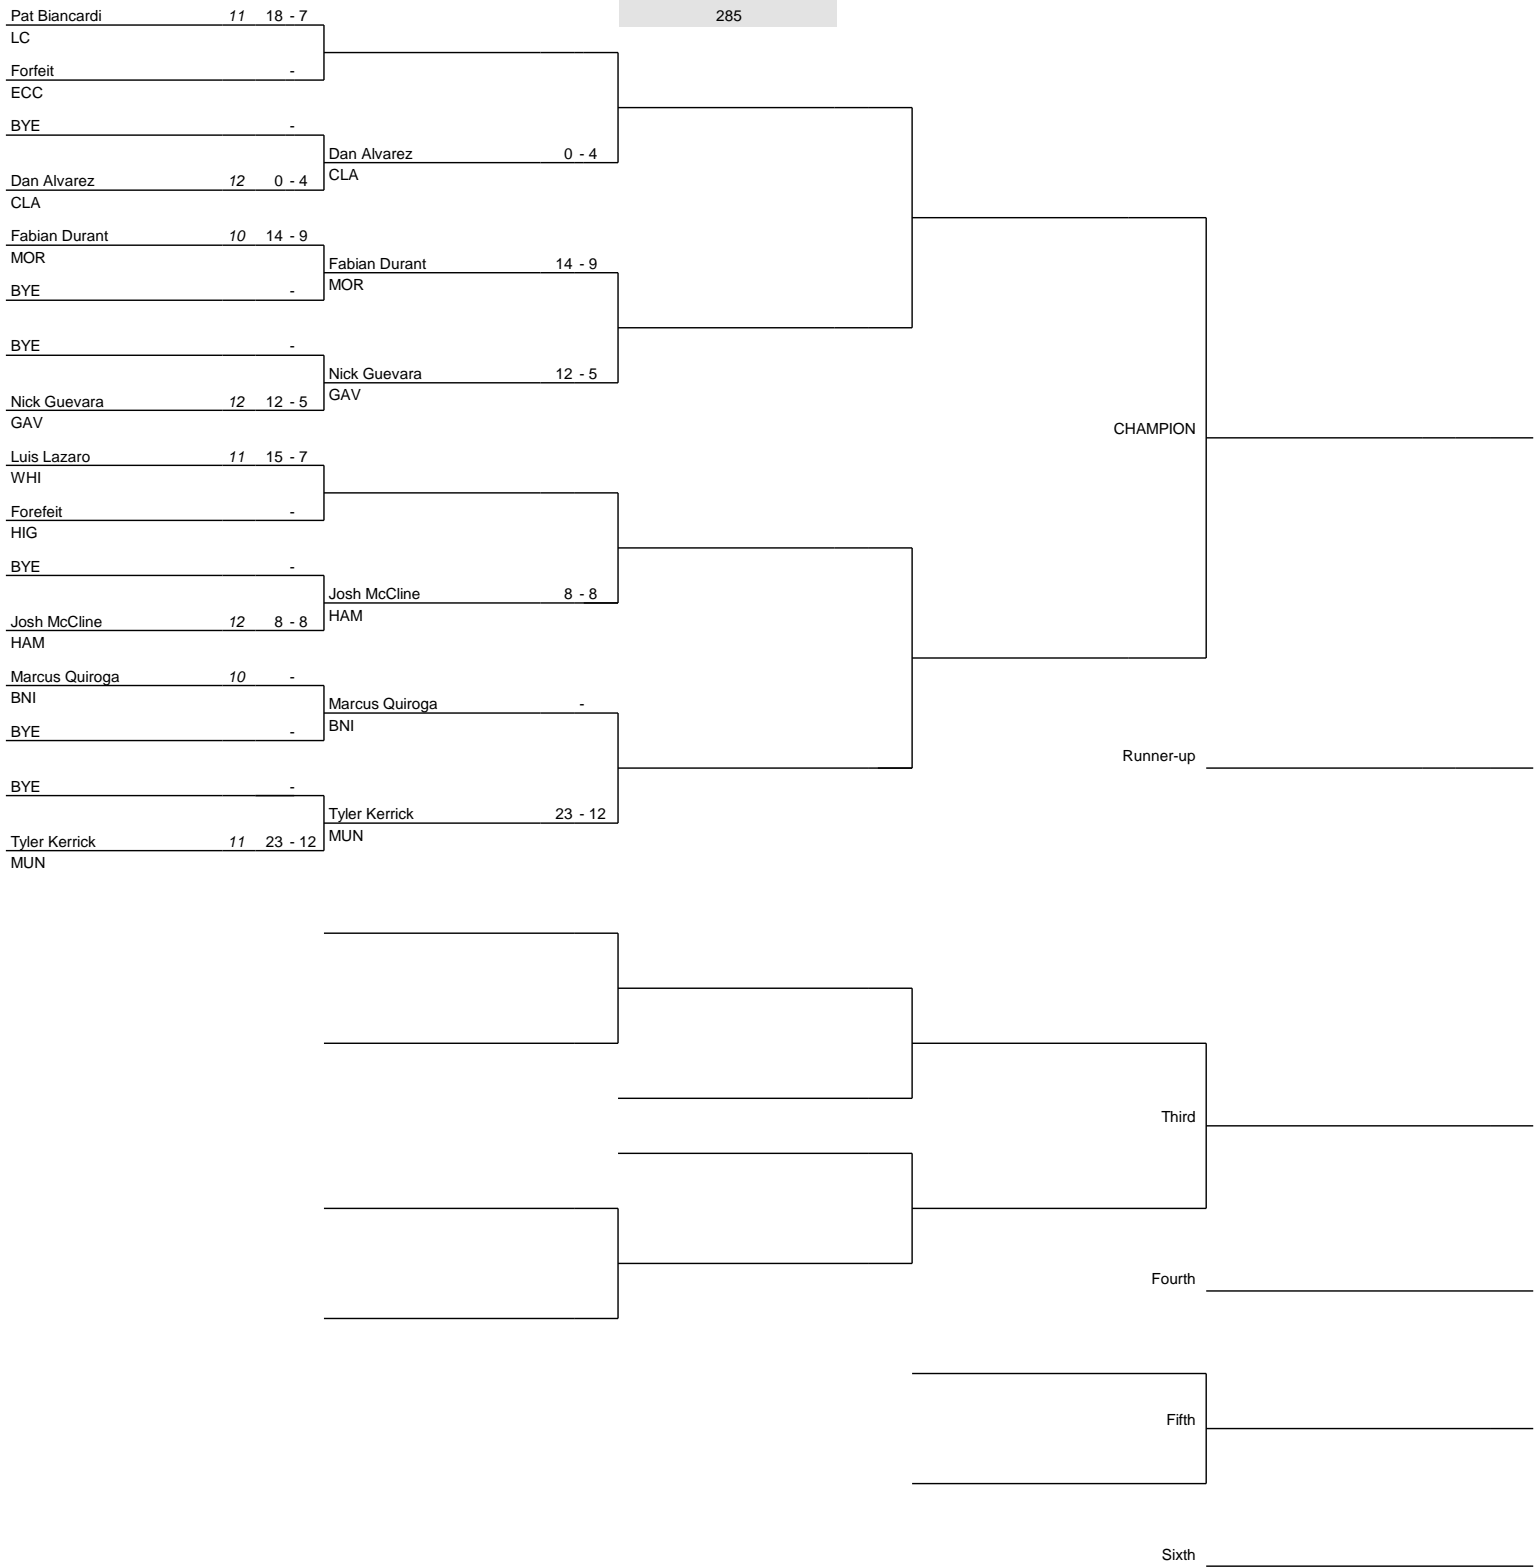 Pat Biancardi 11 18 - 7 285
LC
Forfeit -
ECC
BYE -
Dan Alvarez 0 - 4
CLA
Dan Alvarez 12 0 - 4
CLA
Fabian Durant 10 14 - 9
MOR
Fabian Durant 14 - 9
MOR
BYE -
BYE -
Nick Guevara 12 - 5
GAV
Nick Guevara 12 12 - 5
GAV
CHAMPION
Luis Lazaro 11 15 - 7
WHI
Forefeit -
HIG
BYE -
Josh McCline 8 - 8
HAM
Josh McCline 12 8 - 8
HAM
Marcus Quiroga 10 -
BNI
Marcus Quiroga -
BNI
BYE -
Runner-up
BYE -
Tyler Kerrick 23 - 12
MUN
Tyler Kerrick 11 23 - 12
MUN
Third
Fourth
Fifth
Sixth